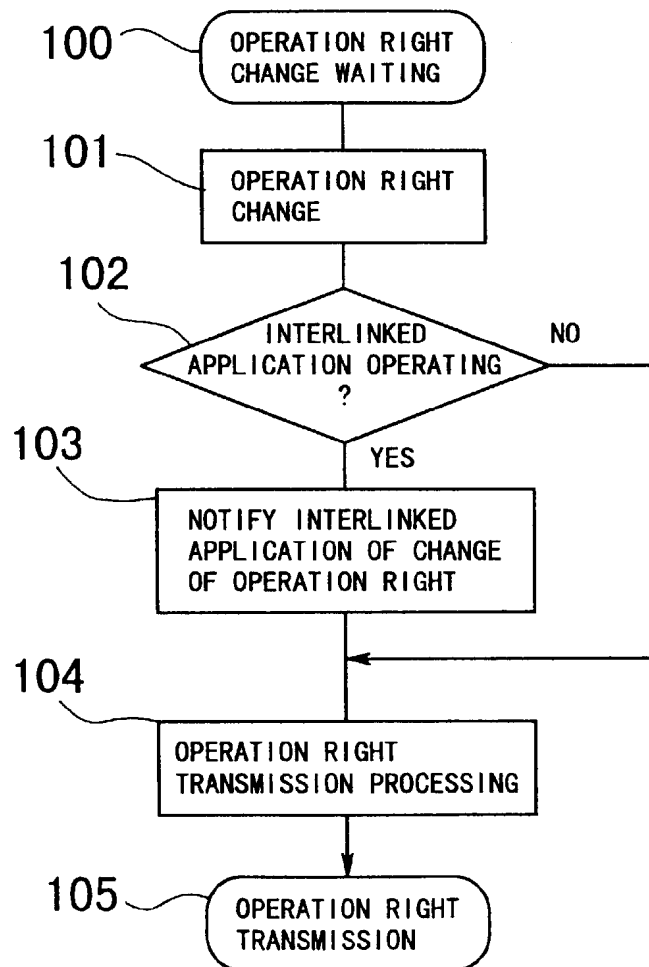 100
OPERATION RIGHT
CHANGE WAITING
101
OPERATION RIGHT
CHANGE
102
INTERLINKED
APPLICATION OPERATING
?
NO
YES
103
NOTIFY INTERLINKED
APPLICATION OF CHANGE
OF OPERATION RIGHT
104
OPERATION RIGHT
TRANSMISSION PROCESSING
105
OPERATION RIGHT
TRANSMISSION